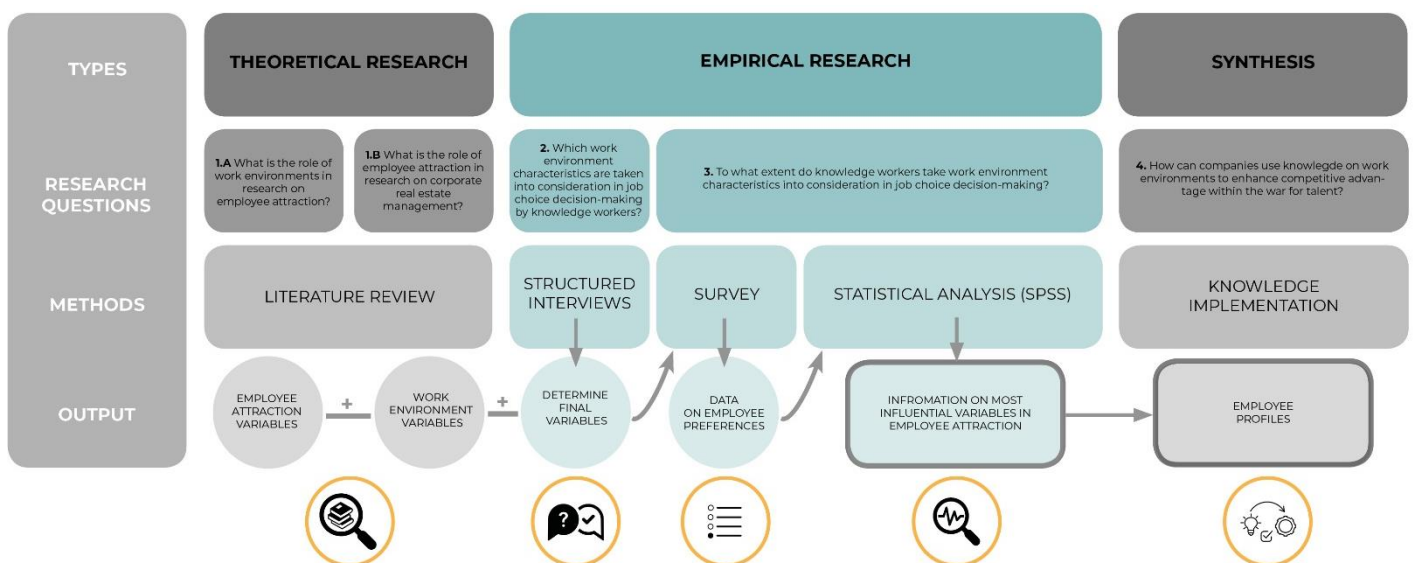 TYPES
THEORETICAL RESEARCH
EMPIRICAL RESEARCH
SYNTHESIS
RESEARCH
QUESTIONS
1.A What is the role of
work environments in
research on
employee attraction?
1.B What is the role of
employee attraction in
research on corporate
real estate
management?
2. Which work
environment
characteristics are taken
into consideration in job
choice decision-making
by knowledge workers?
3. To what extent do knowledge workers take work environment
characteristics into consideration in job choice decision-making?
4. How can companies use knowlegde on work
environments to enhance competitive advan-
tage within the war for talent?
METHODS
LITERATURE REVIEW
STRUCTURED
INTERVIEWS
SURVEY
STATISTICAL ANALYSIS (SPSS)
KNOWLEDGE
IMPLEMENTATION
OUTPUT
EMPLOYEE
ATTRACTION
VARIABLES
+
WORK
ENVIRONMENT
VARIABLES
+
DETERMINE
FINAL
VARIABLES
DATA
ON EMPLOYEE
PREFERENCES
INFROMATION ON MOST
INFLUENTIAL VARIABLES IN
EMPLOYEE ATTRACTION
EMPLOYEE
PROFILES
?